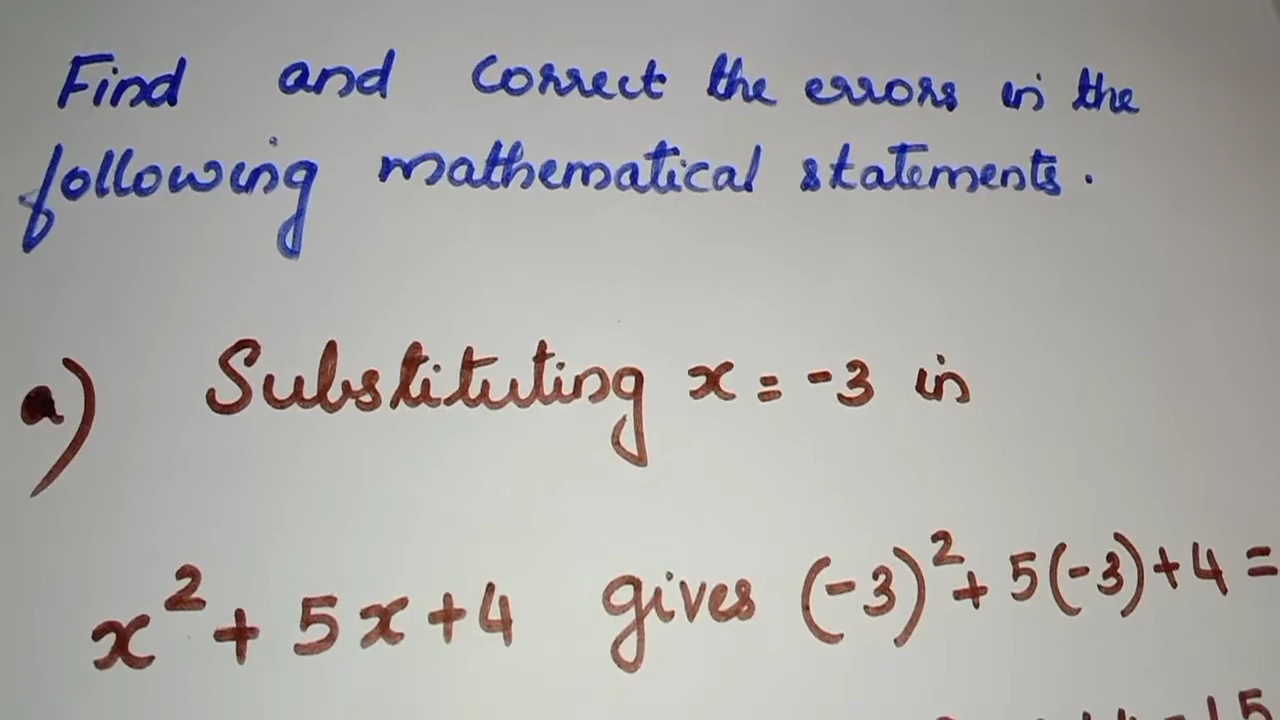 Find and correct the errors in the
following mathematical statements.
a) Substituting x = -3 in
x² + 5x + 4 gives (-3)² + 5(-3) + 4 =